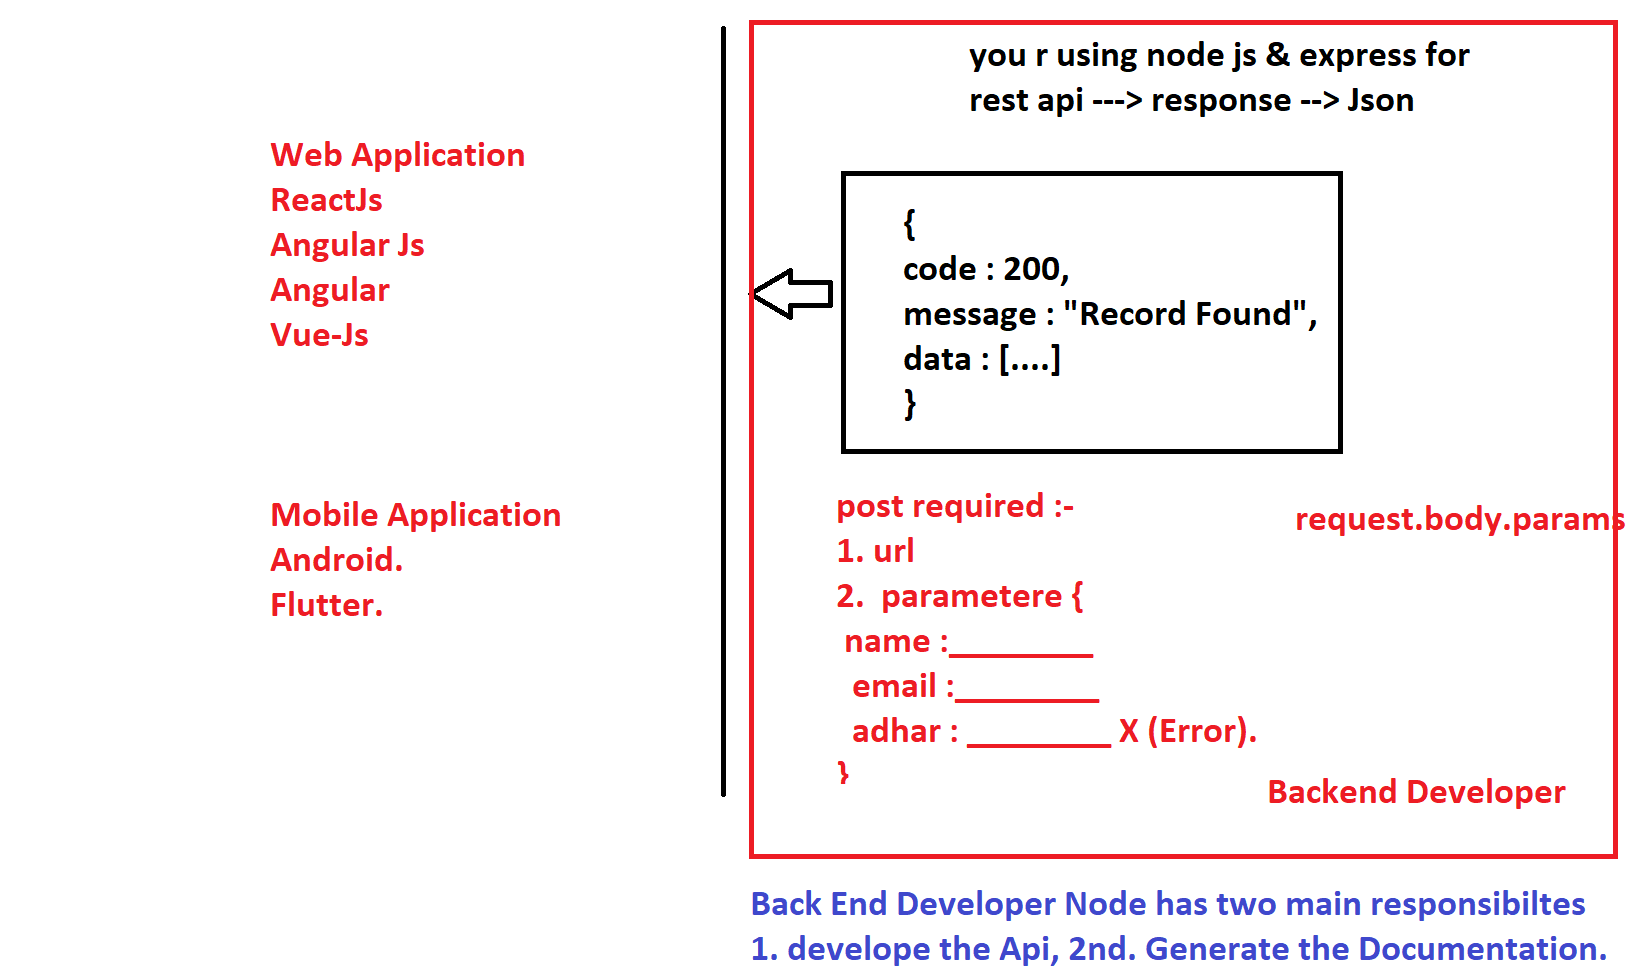 Web Application
ReactJs
Angular Js
Angular
Vue-Js
Mobile Application
Android.
Flutter.
you r using node js & express for
rest api ---> response --> Json
{
code : 200,
message : "Record Found",
data : [....]
}
post required :-
1. url
2.  parametere {
name :_________
email :_________
adhar : _________ X (Error).
}
request.body.params
Backend Developer
Back End Developer Node has two main responsibiltes
1. develope the Api, 2nd. Generate the Documentation.